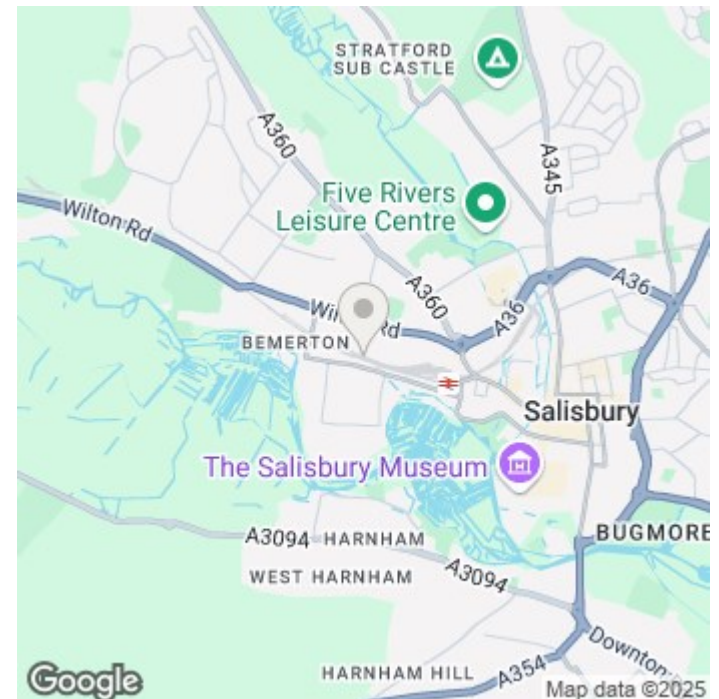 STRATFORD
SUB CASTLE
A360
A345
Five Rivers
Leisure Centre
Wilton Rd
A360
A36
A36
Rd
BEMERTON
Salisbury
The Salisbury Museum
A3094
HARNHAM
BUGMORE
WEST HARNHAM
A3094
HARNHAM HILL
A354
Google
Map data ©2025